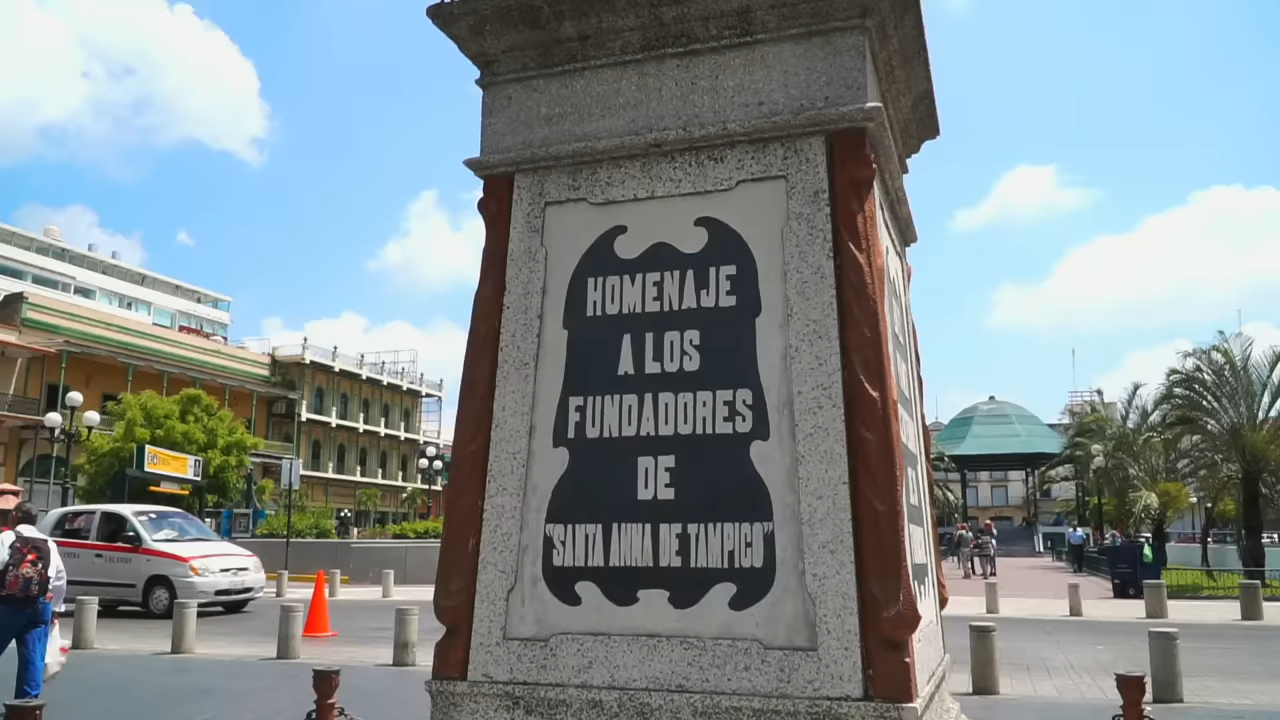 HOMENAJE
A LOS
FUNDADORES
DE
"SANTA ANNA DE TAMPICO"